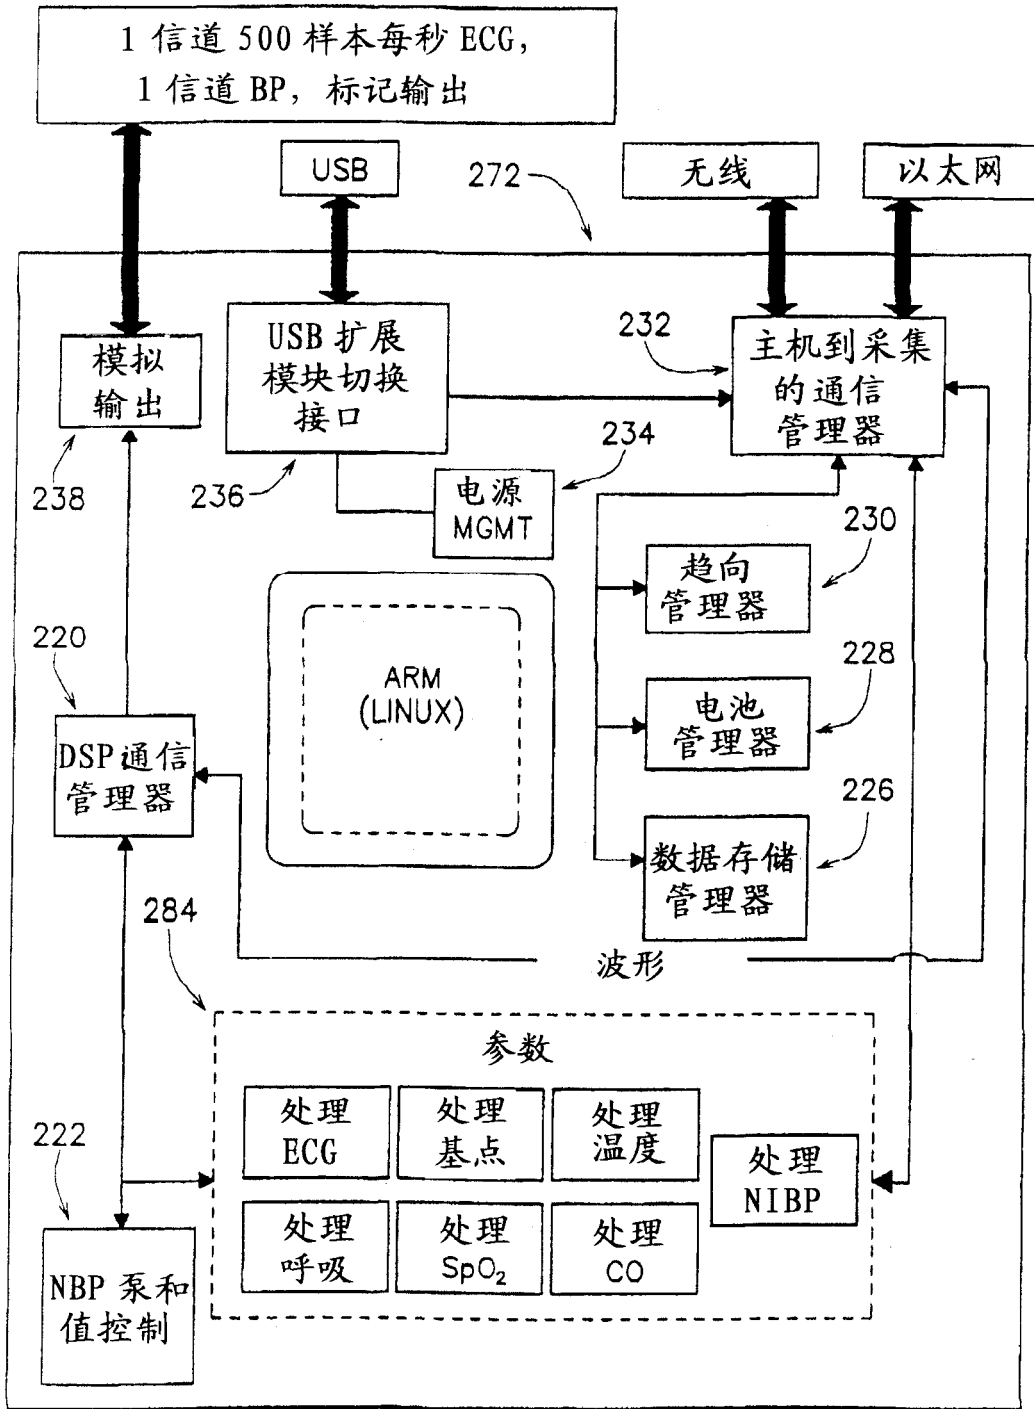 1 信道 500 样本每秒 ECG,
1 信道 BP, 标记输出
USB
272
无线
以太网
模拟
输出
238
USB 扩展
模块切换
接口
236
232
主机到采集
的通信
管理器
234
电源
MGMT
230
趋向
管理器
220
ARM
(LINUX)
228
电池
管理器
DSP通信
管理器
226
数据存储
管理器
284
波形
参数
处理
ECG
处理
基点
处理
温度
处理
NIBP
222
处理
呼吸
处理
SpO₂
处理
CO
NBP 泵和
值控制